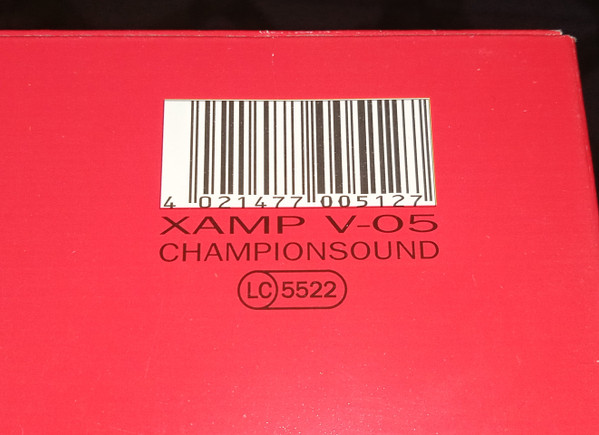 4 021477 005127
XAMP V-05
CHAMPIONSOUND
LC 5522